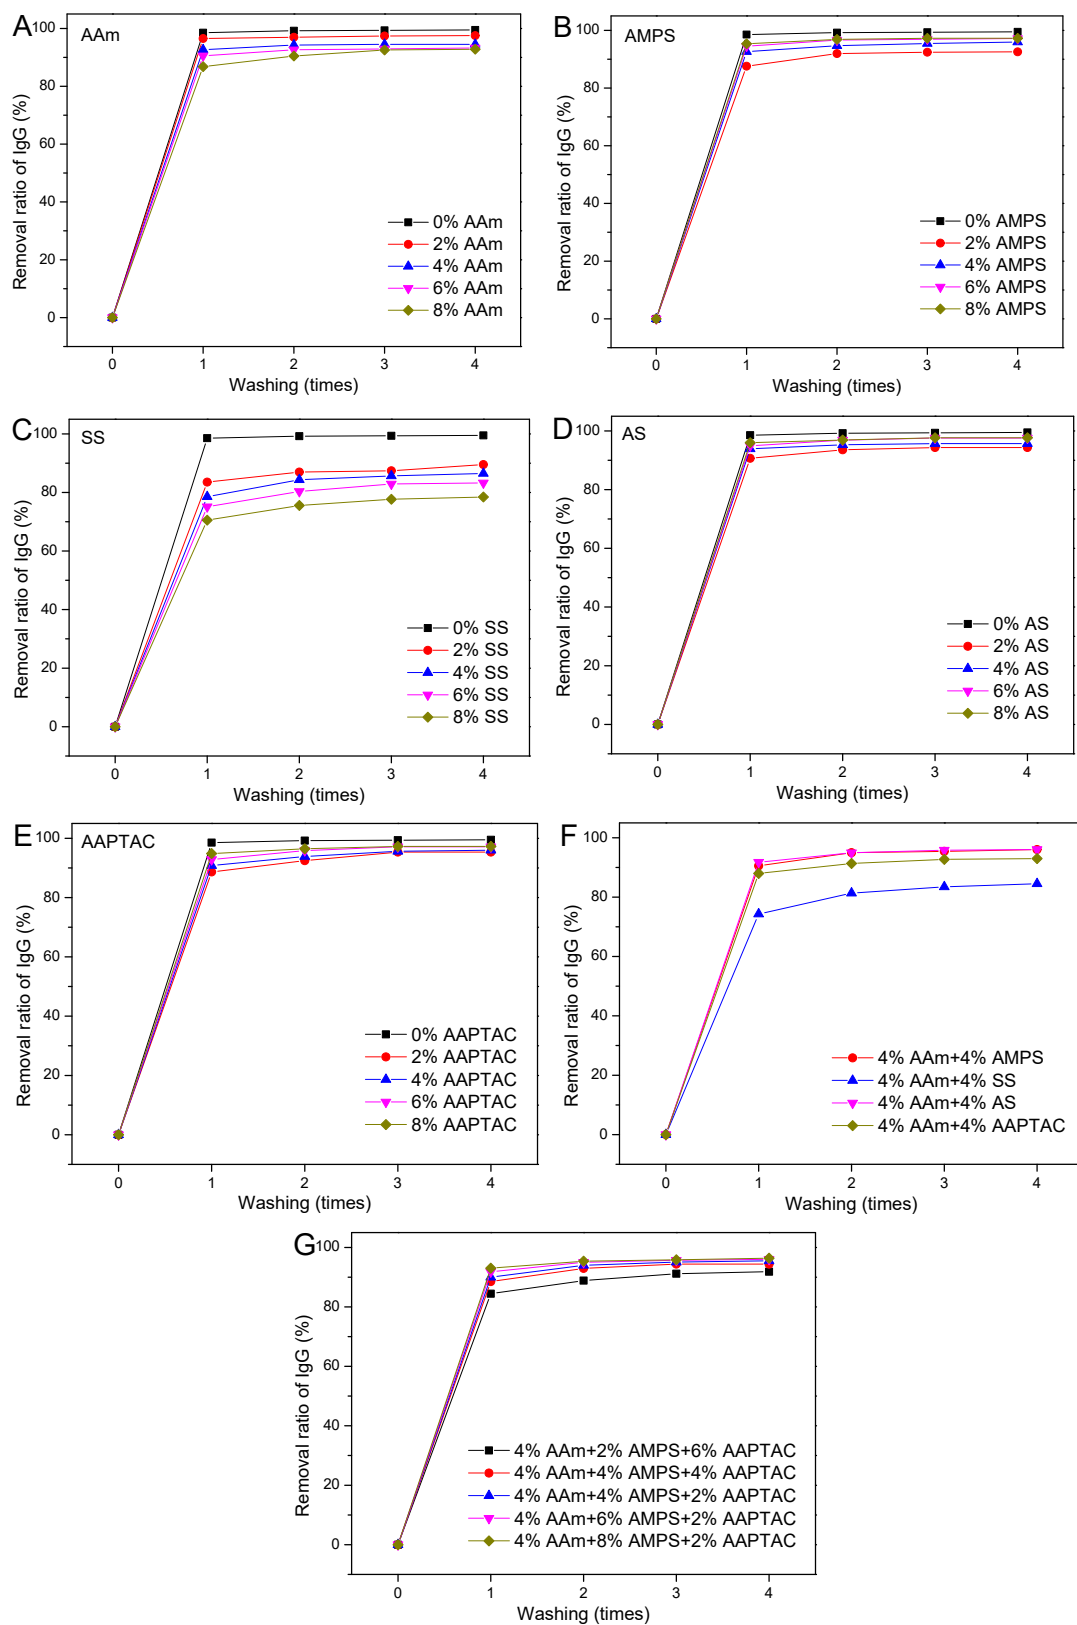 A
AAm
Removal ratio of IgG (%)
100
80
60
40
20
0
0% AAm
2% AAm
4% AAm
6% AAm
8% AAm
0 1 2 3 4
Washing (times)
B
AMPS
Removal ratio of IgG (%)
100
80
60
40
20
0
0% AMPS
2% AMPS
4% AMPS
6% AMPS
8% AMPS
0 1 2 3 4
Washing (times)
C
SS
Removal ratio of IgG (%)
100
80
60
40
20
0
0% SS
2% SS
4% SS
6% SS
8% SS
0 1 2 3 4
Washing (times)
D
AS
Removal ratio of IgG (%)
100
80
60
40
20
0
0% AS
2% AS
4% AS
6% AS
8% AS
0 1 2 3 4
Washing (times)
E
AAPTAC
Removal ratio of IgG (%)
100
80
60
40
20
0
0% AAPTAC
2% AAPTAC
4% AAPTAC
6% AAPTAC
8% AAPTAC
0 1 2 3 4
Washing (times)
F
Removal ratio of IgG (%)
100
80
60
40
20
0
4% AAm+4% AMPS
4% AAm+4% SS
4% AAm+4% AS
4% AAm+4% AAPTAC
0 1 2 3 4
Washing (times)
G
Removal ratio of IgG (%)
100
80
60
40
20
0
4% AAm+2% AMPS+6% AAPTAC
4% AAm+4% AMPS+4% AAPTAC
4% AAm+4% AMPS+2% AAPTAC
4% AAm+6% AMPS+2% AAPTAC
4% AAm+8% AMPS+2% AAPTAC
0 1 2 3 4
Washing (times)